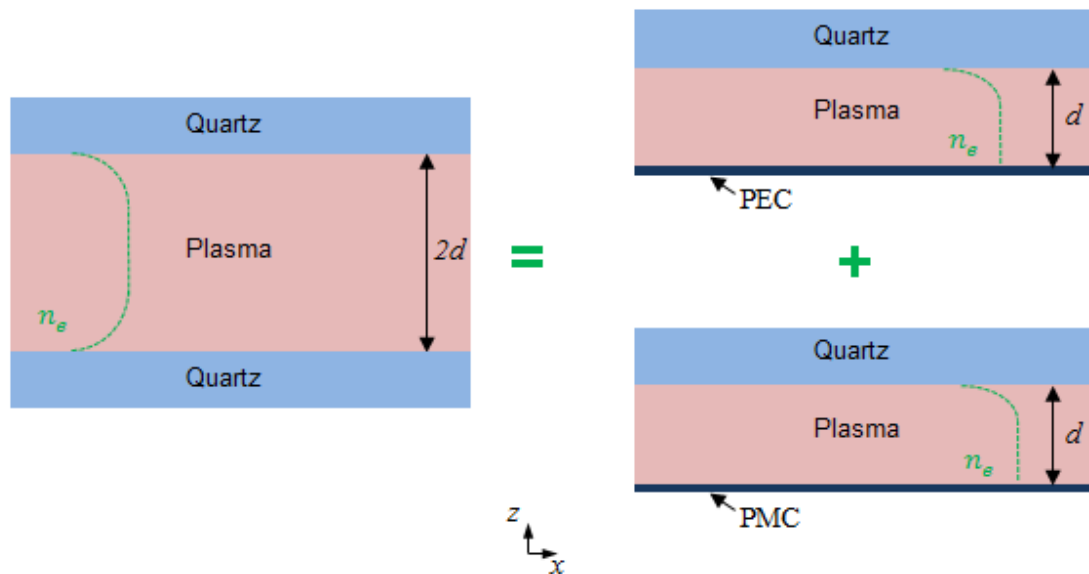 Quartz
Plasma
2d
n_e
Quartz
=
Quartz
Plasma
d
n_e
PEC
+
Quartz
Plasma
d
n_e
PMC
z
x